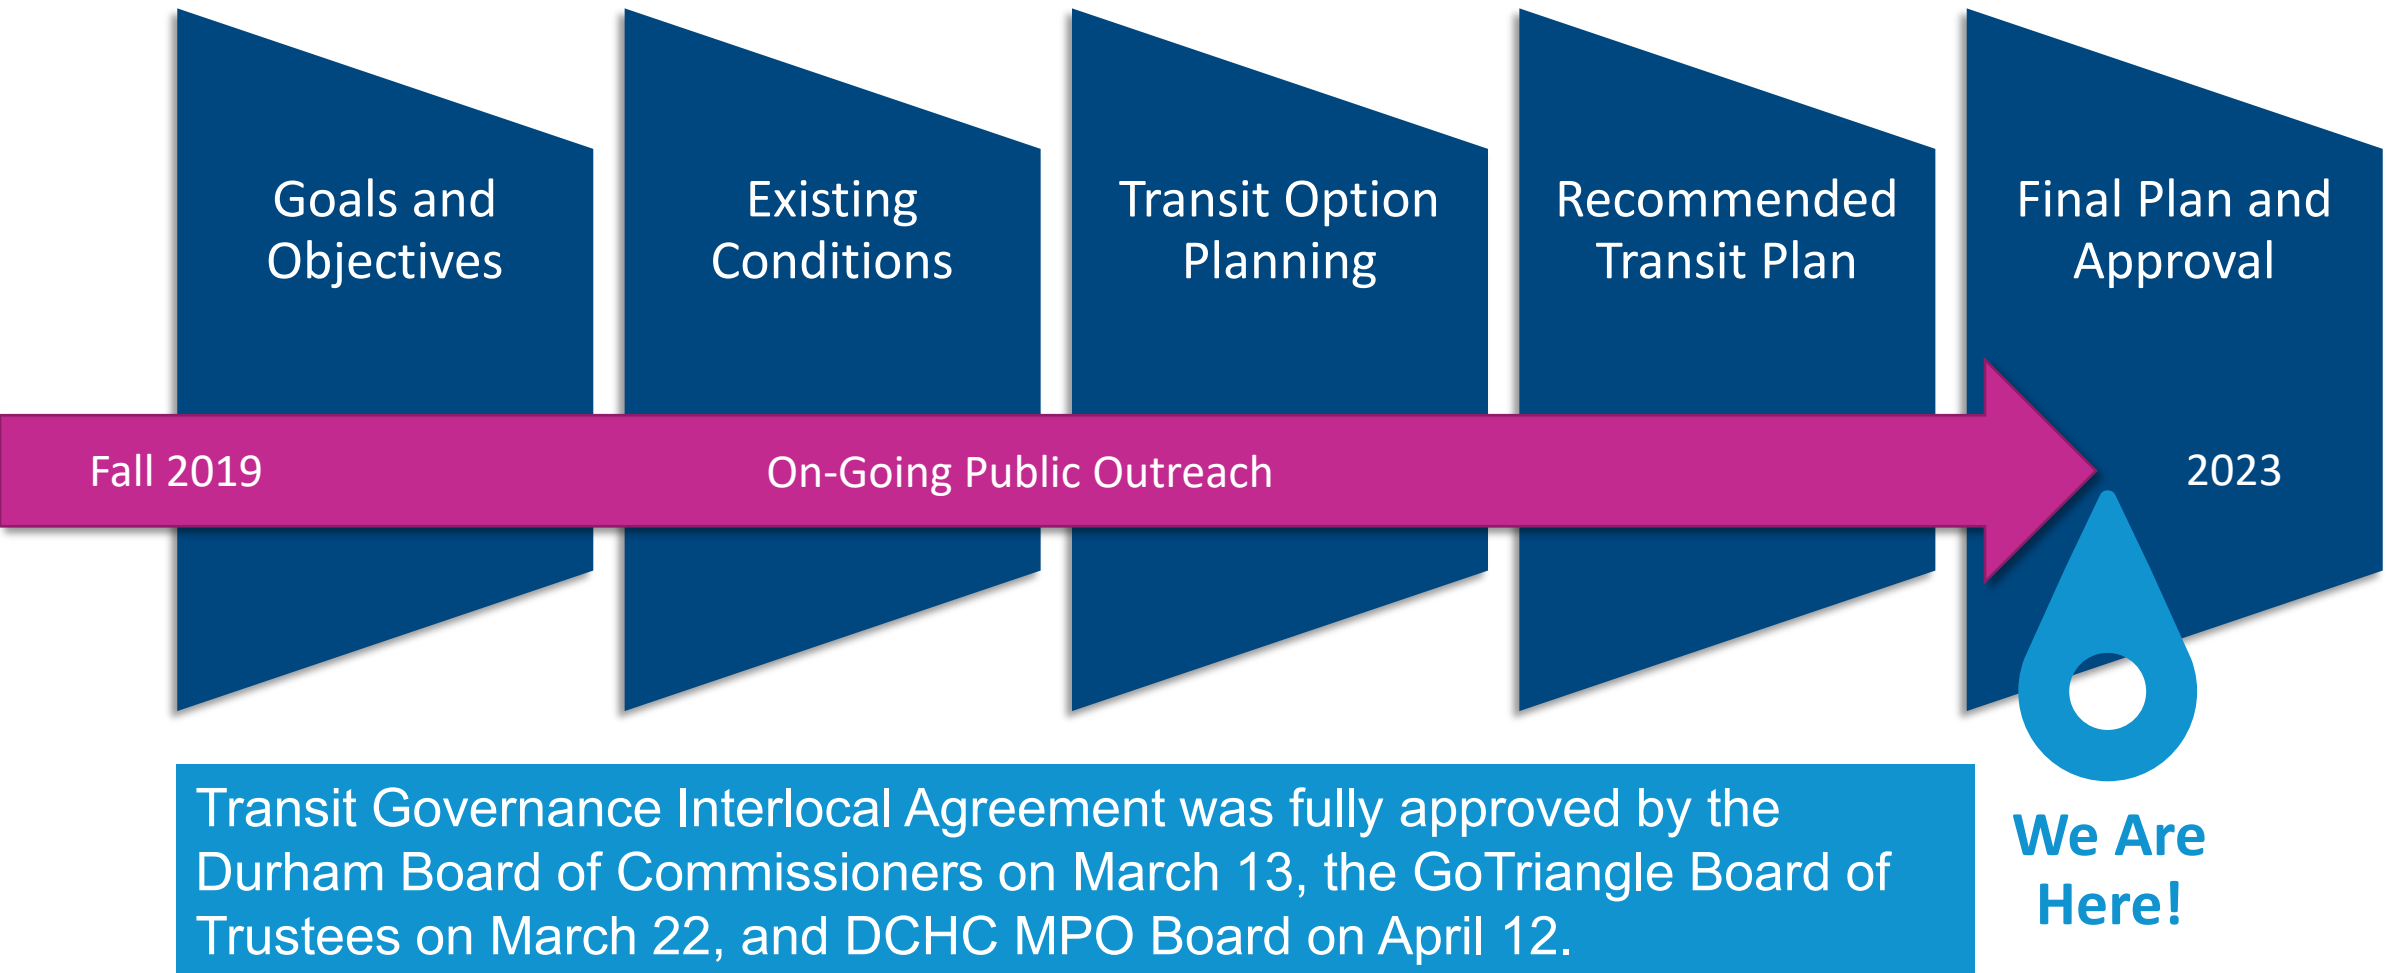 Goals and
Objectives
Existing
Conditions
Transit Option
Planning
Recommended
Transit Plan
Final Plan and
Approval
Fall 2019
On-Going Public Outreach
2023
Transit Governance Interlocal Agreement was fully approved by the
Durham Board of Commissioners on March 13, the GoTriangle Board of
Trustees on March 22, and DCHC MPO Board on April 12.
We Are
Here!